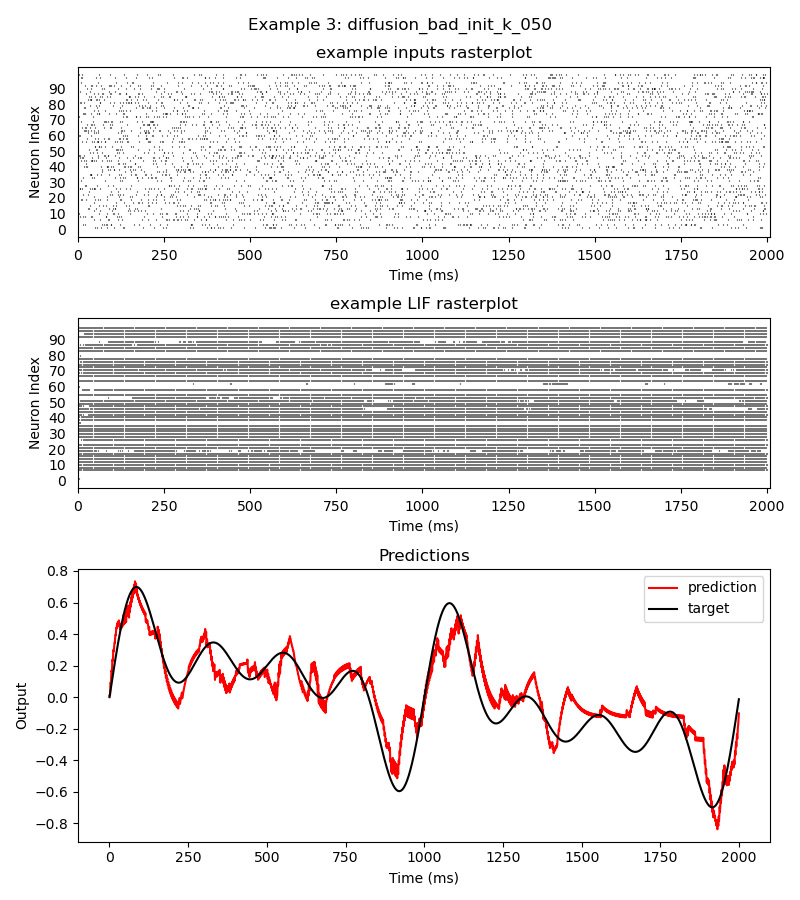 Example 3: diffusion_bad_init_k_050
example inputs rasterplot
Neuron Index
90
80
70
60
50
40
30
20
10
0
0 250 500 750 1000 1250 1500 1750 2000
Time (ms)
example LIF rasterplot
Neuron Index
90
80
70
60
50
40
30
20
10
0
0 250 500 750 1000 1250 1500 1750 2000
Time (ms)
Predictions
Output
0.8
0.6
0.4
0.2
0.0
−0.2
−0.4
−0.6
−0.8
prediction
target
0 250 500 750 1000 1250 1500 1750 2000
Time (ms)